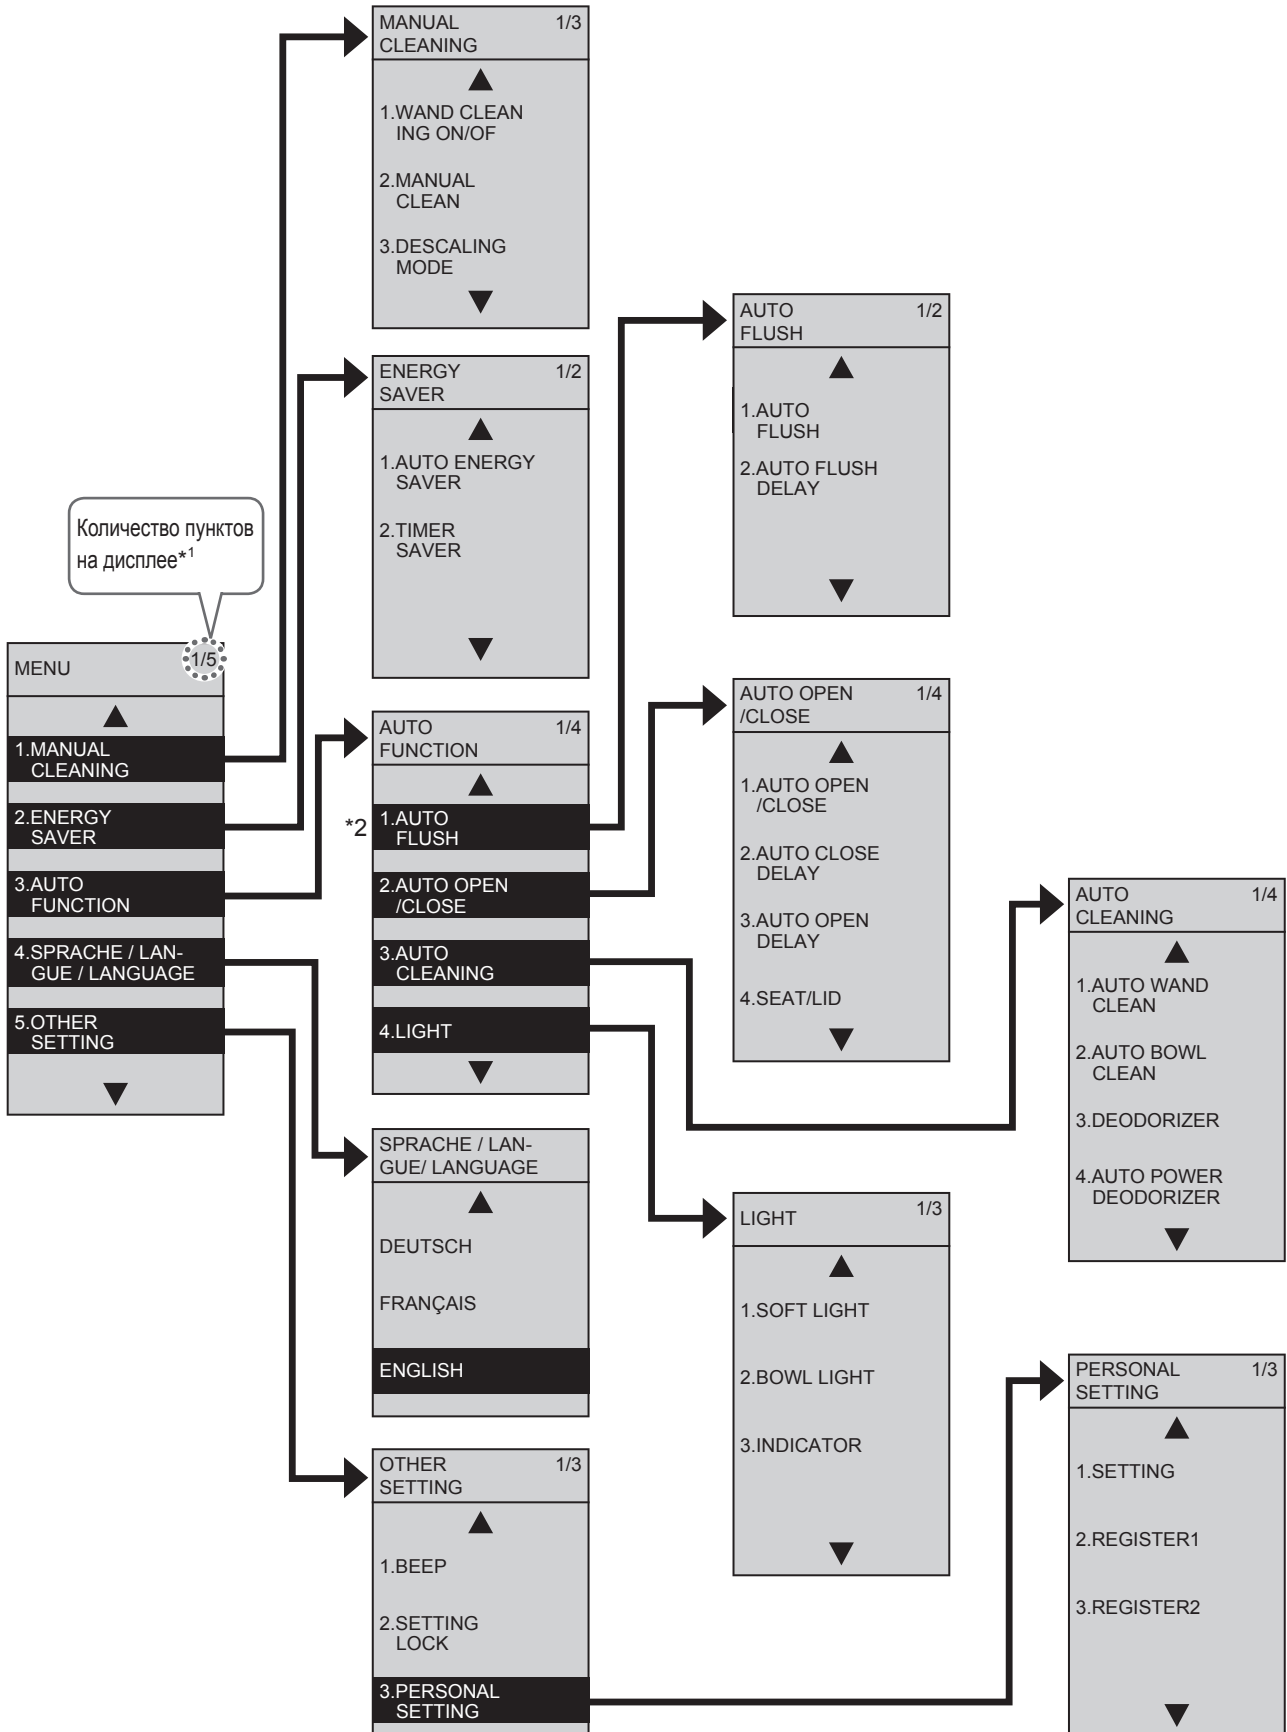 MANUAL 1/3
CLEANING
1.WAND CLEAN
ING ON/OF
2.MANUAL
CLEAN
3.DESCALING
MODE
ENERGY 1/2
SAVER
1.AUTO ENERGY
SAVER
2.TIMER
SAVER
Количество пунктов
на дисплее*1
MENU 1/5
1.MANUAL
CLEANING
2.ENERGY
SAVER
3.AUTO
FUNCTION
4.SPRACHE / LAN-
GUE / LANGUAGE
5.OTHER
SETTING
AUTO 1/4
FUNCTION
*2
1.AUTO
FLUSH
2.AUTO OPEN
/CLOSE
3.AUTO
CLEANING
4.LIGHT
SPRACHE / LAN-
GUE/ LANGUAGE
DEUTSCH
FRANÇAIS
ENGLISH
OTHER 1/3
SETTING
1.BEEP
2.SETTING
LOCK
3.PERSONAL
SETTING
AUTO 1/2
FLUSH
1.AUTO
FLUSH
2.AUTO FLUSH
DELAY
AUTO OPEN 1/4
/CLOSE
1.AUTO OPEN
/CLOSE
2.AUTO CLOSE
DELAY
3.AUTO OPEN
DELAY
4.SEAT/LID
LIGHT 1/3
1.SOFT LIGHT
2.BOWL LIGHT
3.INDICATOR
AUTO 1/4
CLEANING
1.AUTO WAND
CLEAN
2.AUTO BOWL
CLEAN
3.DEODORIZER
4.AUTO POWER
DEODORIZER
PERSONAL 1/3
SETTING
1.SETTING
2.REGISTER1
3.REGISTER2